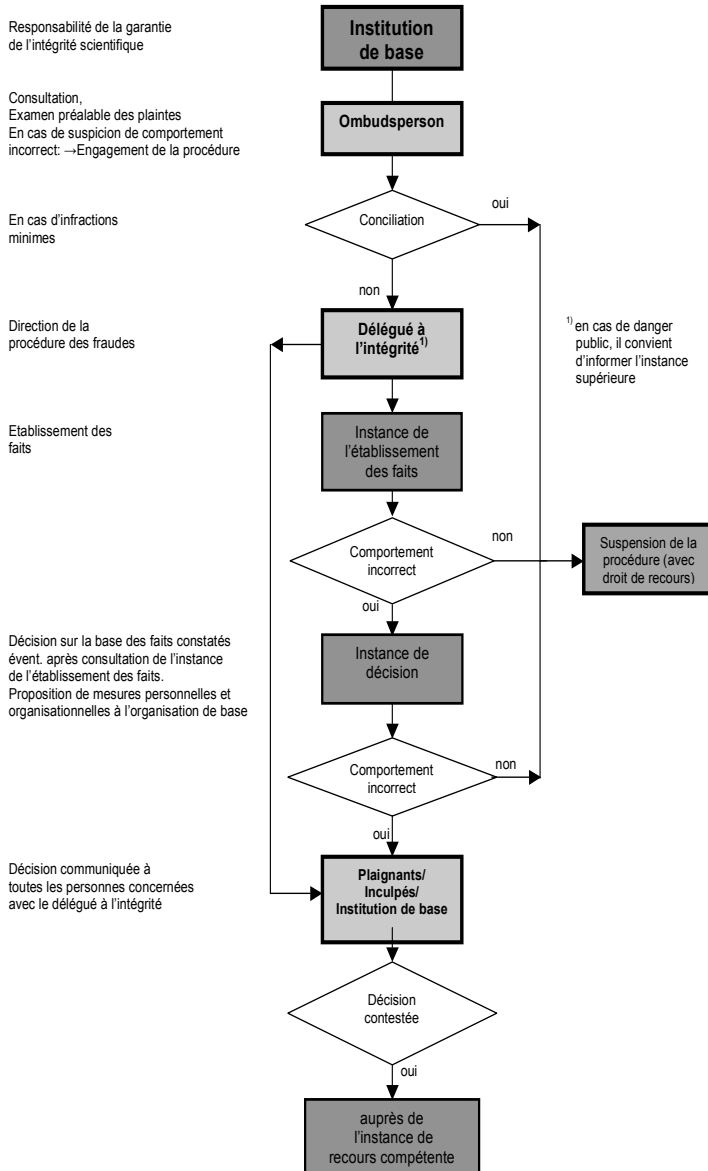 Responsabilité de la garantie
de l'intégrité scientifique
Institution
de base
Consultation,
Examen préalable des plaintes
En cas de suspicion de comportement
incorrect: →Engagement de la procédure
Ombudsperson
En cas d'infractions
minimes
Conciliation
oui
non
Direction de la
procédure des fraudes
Délégué à
l'intégrité1)
1) en cas de danger
public, il convient
d'informer l'instance
supérieure
Etablissement des
faits
Instance de
l'établissement
des faits
Comportement
incorrect
non
Suspension de la
procédure (avec
droit de recours)
oui
Décision sur la base des faits constatés
évent. après consultation de l'instance
de l'établissement des faits.
Proposition de mesures personnelles et
organisationnelles à l'organisation de base
Instance de
décision
Comportement
incorrect
non
oui
Décision communiquée à
toutes les personnes concernées
avec le délégué à l'intégrité
Plaignants/
Inculpés/
Institution de base
Décision
contestée
oui
auprès de
l'instance de
recours compétente